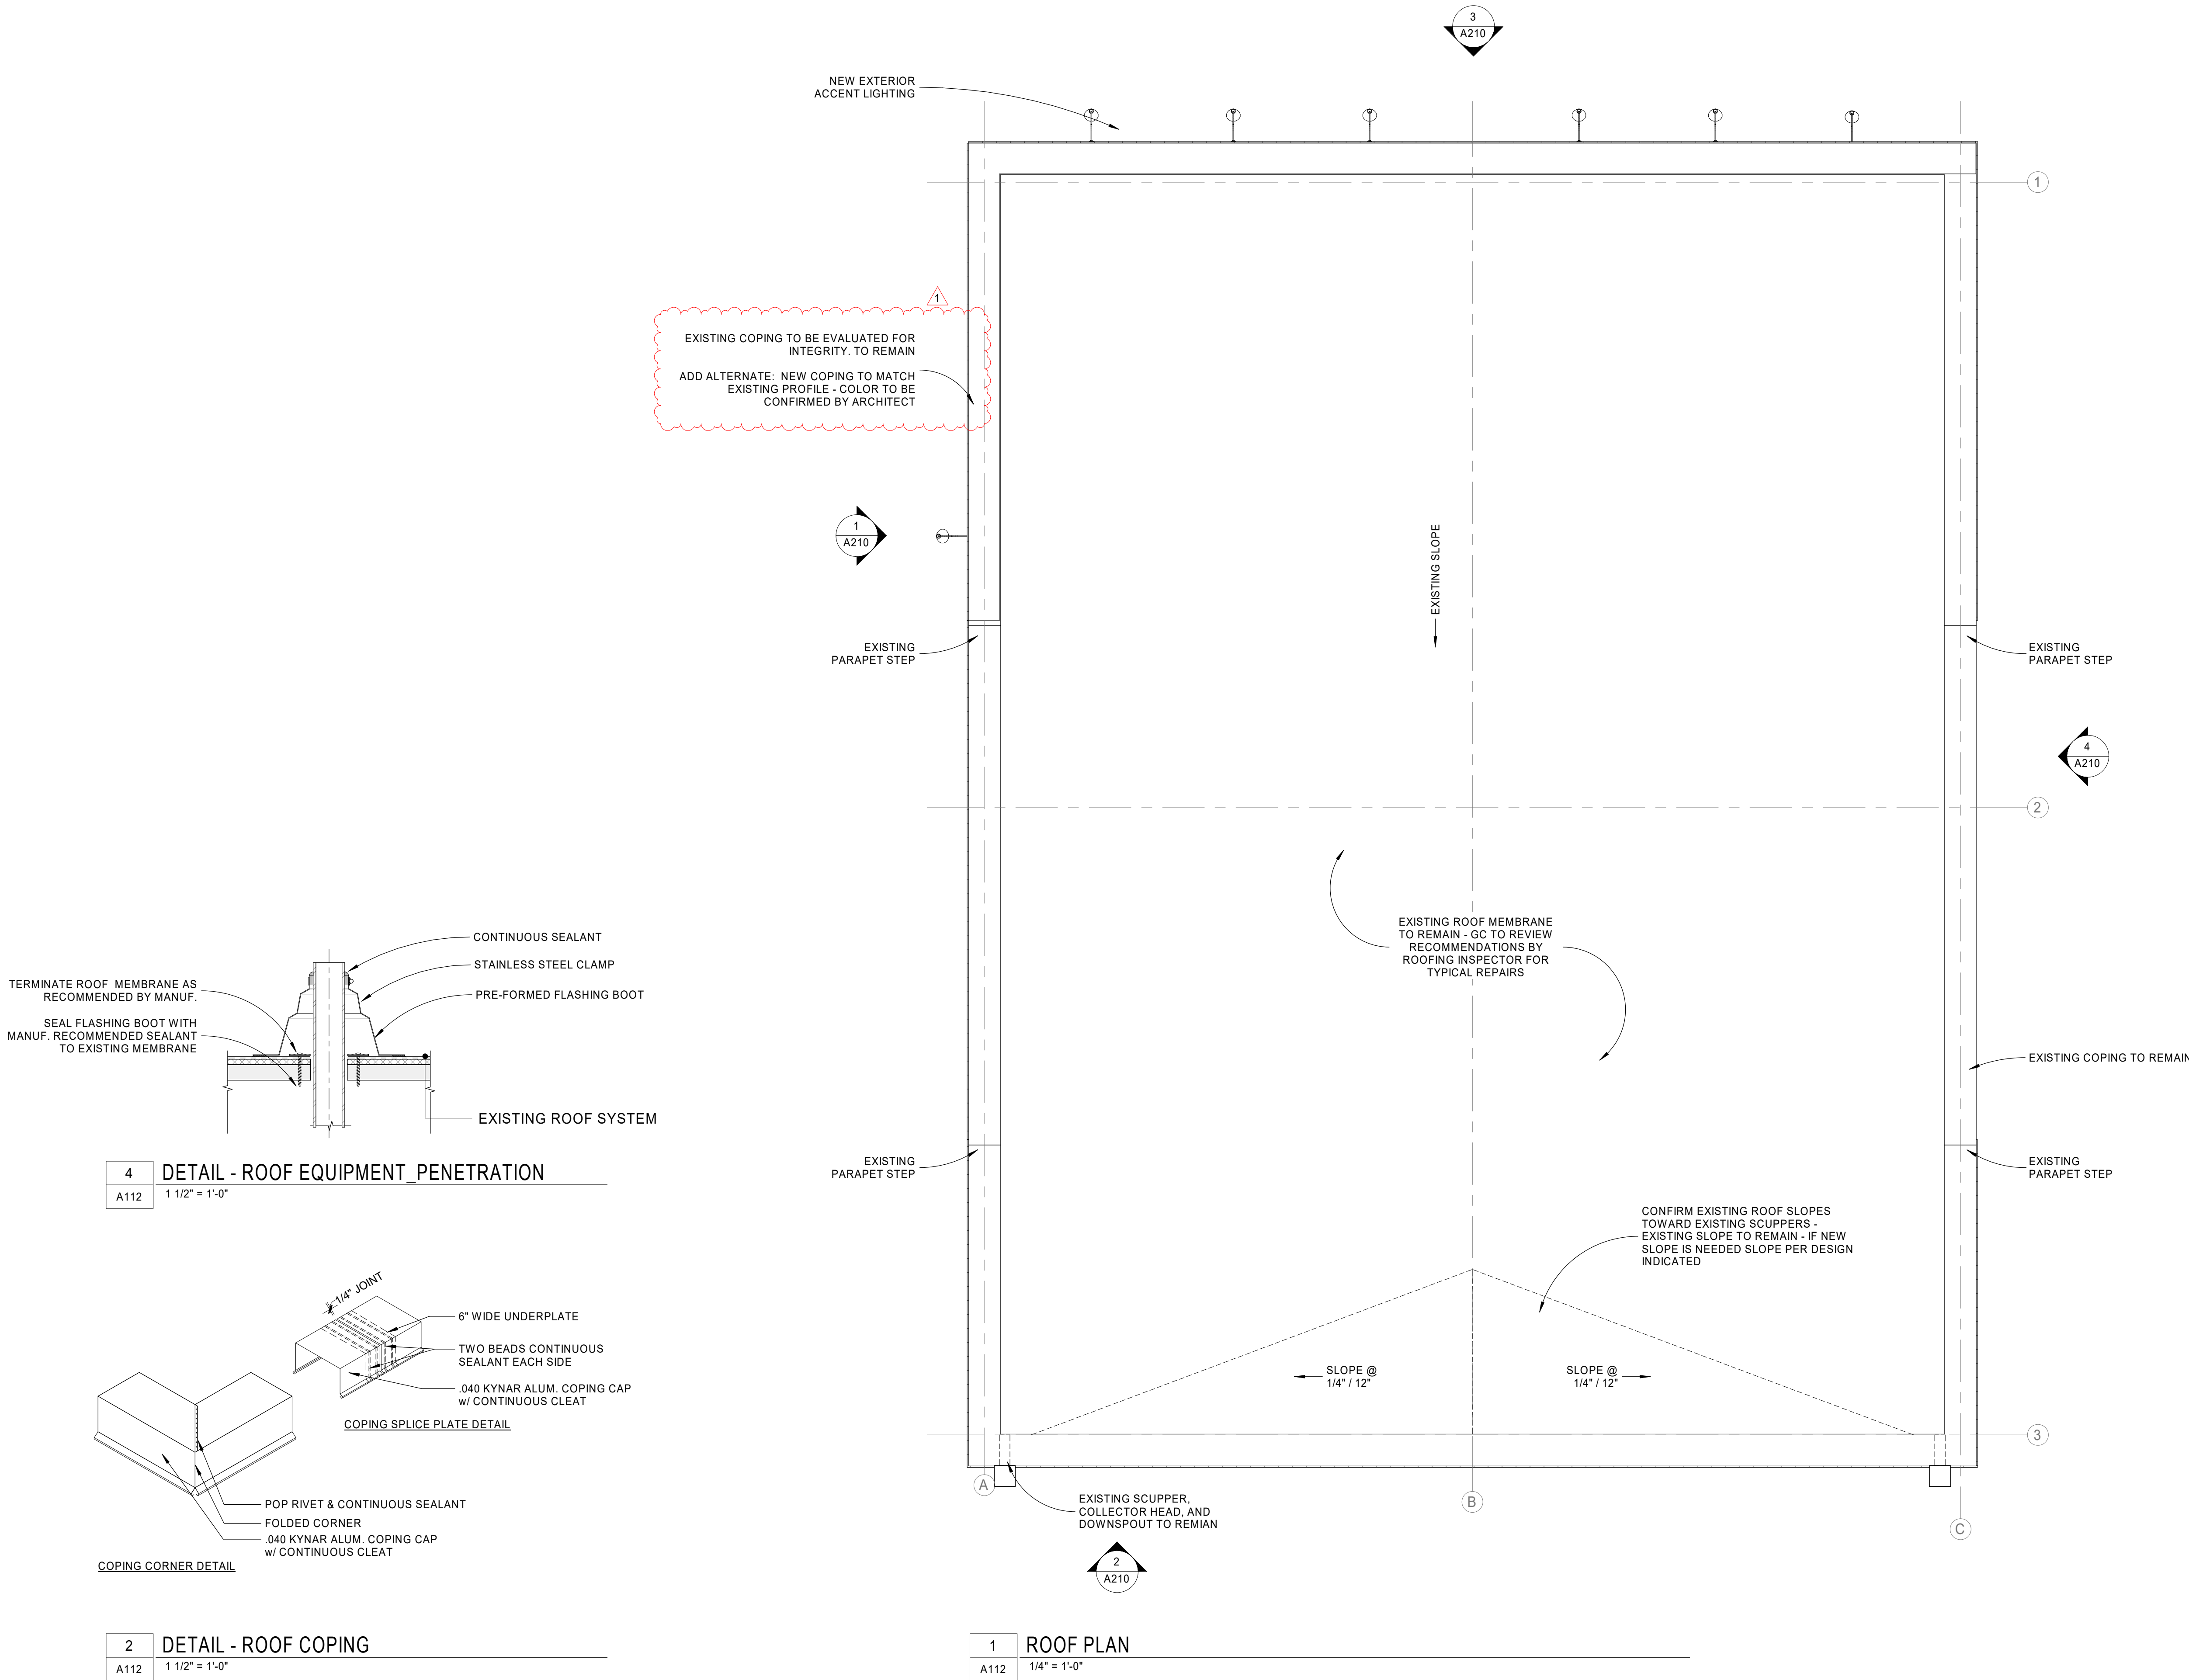 3
A210
NEW EXTERIOR
ACCENT LIGHTING
1
1
EXISTING COPING TO BE EVALUATED FOR
INTEGRITY. TO REMAIN
ADD ALTERNATE: NEW COPING TO MATCH
EXISTING PROFILE - COLOR TO BE
CONFIRMED BY ARCHITECT
1
A210
EXISTING SLOPE
EXISTING
PARAPET STEP
EXISTING
PARAPET STEP
4
A210
2
EXISTING ROOF MEMBRANE
TO REMAIN - GC TO REVIEW
RECOMMENDATIONS BY
ROOFING INSPECTOR FOR
TYPICAL REPAIRS
EXISTING COPING TO REMAIN
EXISTING
PARAPET STEP
EXISTING
PARAPET STEP
CONFIRM EXISTING ROOF SLOPES
TOWARD EXISTING SCUPPERS -
EXISTING SLOPE TO REMAIN - IF NEW
SLOPE IS NEEDED SLOPE PER DESIGN
INDICATED
SLOPE @
1/4" / 12"
SLOPE @
1/4" / 12"
3
A
B
C
EXISTING SCUPPER,
COLLECTOR HEAD, AND
DOWNSPOUT TO REMIAN
2
A210
1
A112
ROOF PLAN
1/4" = 1'-0"
CONTINUOUS SEALANT
STAINLESS STEEL CLAMP
PRE-FORMED FLASHING BOOT
TERMINATE ROOF MEMBRANE AS
RECOMMENDED BY MANUF.
SEAL FLASHING BOOT WITH
MANUF. RECOMMENDED SEALANT
TO EXISTING MEMBRANE
EXISTING ROOF SYSTEM
4
A112
DETAIL - ROOF EQUIPMENT_PENETRATION
1 1/2" = 1'-0"
1/4" JOINT
6" WIDE UNDERPLATE
TWO BEADS CONTINUOUS
SEALANT EACH SIDE
.040 KYNAR ALUM. COPING CAP
w/ CONTINUOUS CLEAT
COPING SPLICE PLATE DETAIL
POP RIVET & CONTINUOUS SEALANT
FOLDED CORNER
.040 KYNAR ALUM. COPING CAP
w/ CONTINUOUS CLEAT
COPING CORNER DETAIL
2
A112
DETAIL - ROOF COPING
1 1/2" = 1'-0"